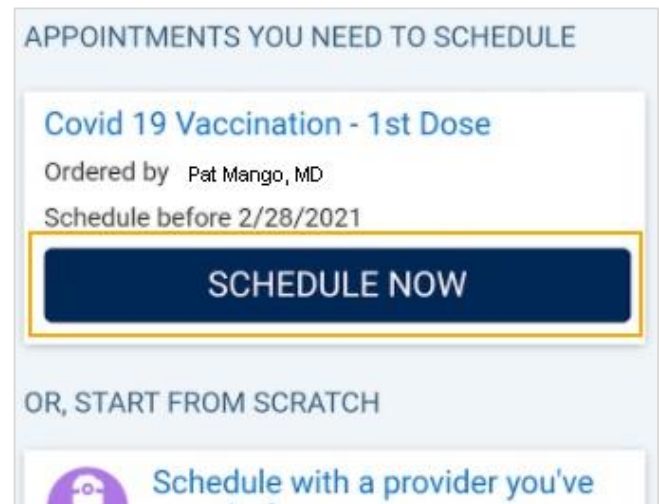 APPOINTMENTS YOU NEED TO SCHEDULE
Covid 19 Vaccination - 1st Dose
Ordered by Pat Mango, MD
Schedule before 2/28/2021
SCHEDULE NOW
OR, START FROM SCRATCH
Schedule with a provider you've